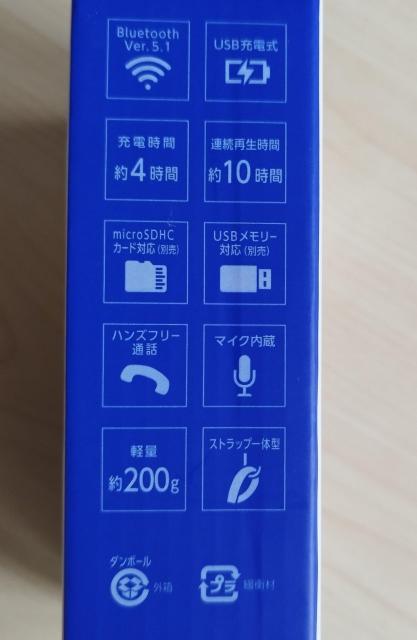 Bluetooth
Ver.5.1
USB充電式
充電時間
約4時間
連続再生時間
約10時間
microSDHC
カード対応(別売)
USBメモリー
対応(別売)
ハンズフリー
通話
マイク内蔵
軽量
約200g
ストラップ一体型
ダンボール
外箱
プラ
緩衝材